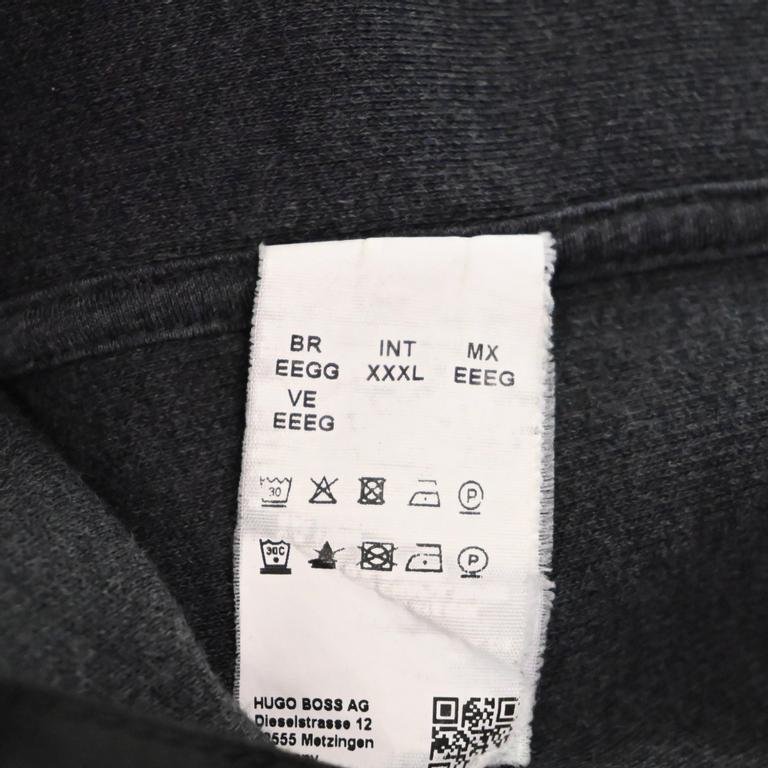 BR INT MX
EEGG XXXL EEEG
VE
EEEG
30 P
30C P
HUGO BOSS AG
Dieselstrasse 12
Metzingen